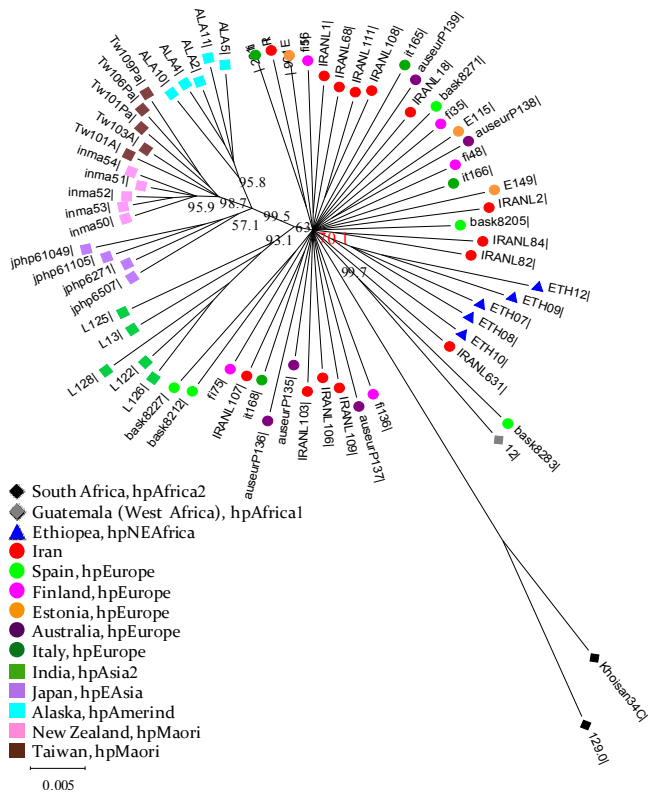 Tw109Pa|
Tw106Pa|
Tw101Pa|
Tw103A|
Tw101A|
ALA10|
ALA4|
ALA2|
ALA11|
ALA5|
IRANL1|
IRANL68|
IRANL111|
IRANL108|
it165|
auseurP139|
IRANL18|
bask8271|
fi35|
E115|
auseurP138|
fi48|
it166|
E149|
IRANL2|
bask8205|
IRANL84|
IRANL82|
ETH12|
ETH09|
ETH07|
ETH08|
ETH10|
IRANL631|
bask8283|
12|
inma54|
inma51|
inma52|
inma53|
inma50|
jphp61049|
jphp61105|
jphp6271|
jphp6507|
L125|
L13|
L128|
L122|
L126|
bask8227|
bask8212|
fi75|
IRANL107|
it168|
auseurP136|
auseurP135|
IRANL103|
IRANL106|
IRANL109|
auseurP137|
fi136|
95.8
98.7
95.9
57.1
99.5
63
93.1
70.1
99.7
Khoisan34C|
129.0|
South Africa, hpAfrica2
Guatemala (West Africa), hpAfrica1
Ethiopea, hpNEAfrica
Iran
Spain, hpEurope
Finland, hpEurope
Estonia, hpEurope
Australia, hpEurope
Italy, hpEurope
India, hpAsia2
Japan, hpEAsia
Alaska, hpAmerind
New Zealand, hpMaori
Taiwan, hpMaori
0.005